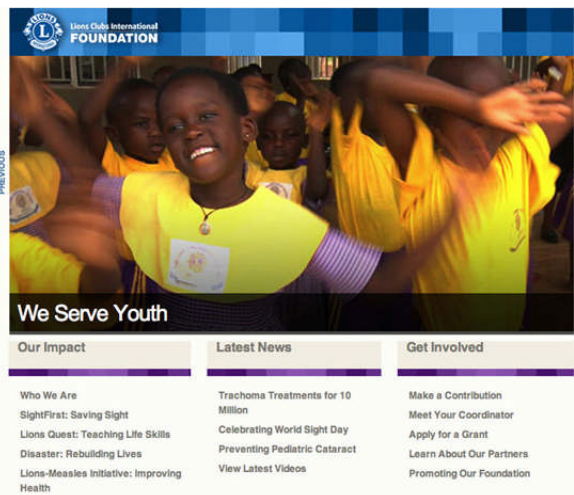 Lions Clubs International
FOUNDATION
PREVIOUS
We Serve Youth
Our Impact
Who We Are
SightFirst: Saving Sight
Lions Quest: Teaching Life Skills
Disaster: Rebuilding Lives
Lions-Measles Initiative: Improving
Health
Latest News
Trachoma Treatments for 10
Million
Celebrating World Sight Day
Preventing Pediatric Cataract
View Latest Videos
Get Involved
Make a Contribution
Meet Your Coordinator
Apply for a Grant
Learn About Our Partners
Promoting Our Foundation